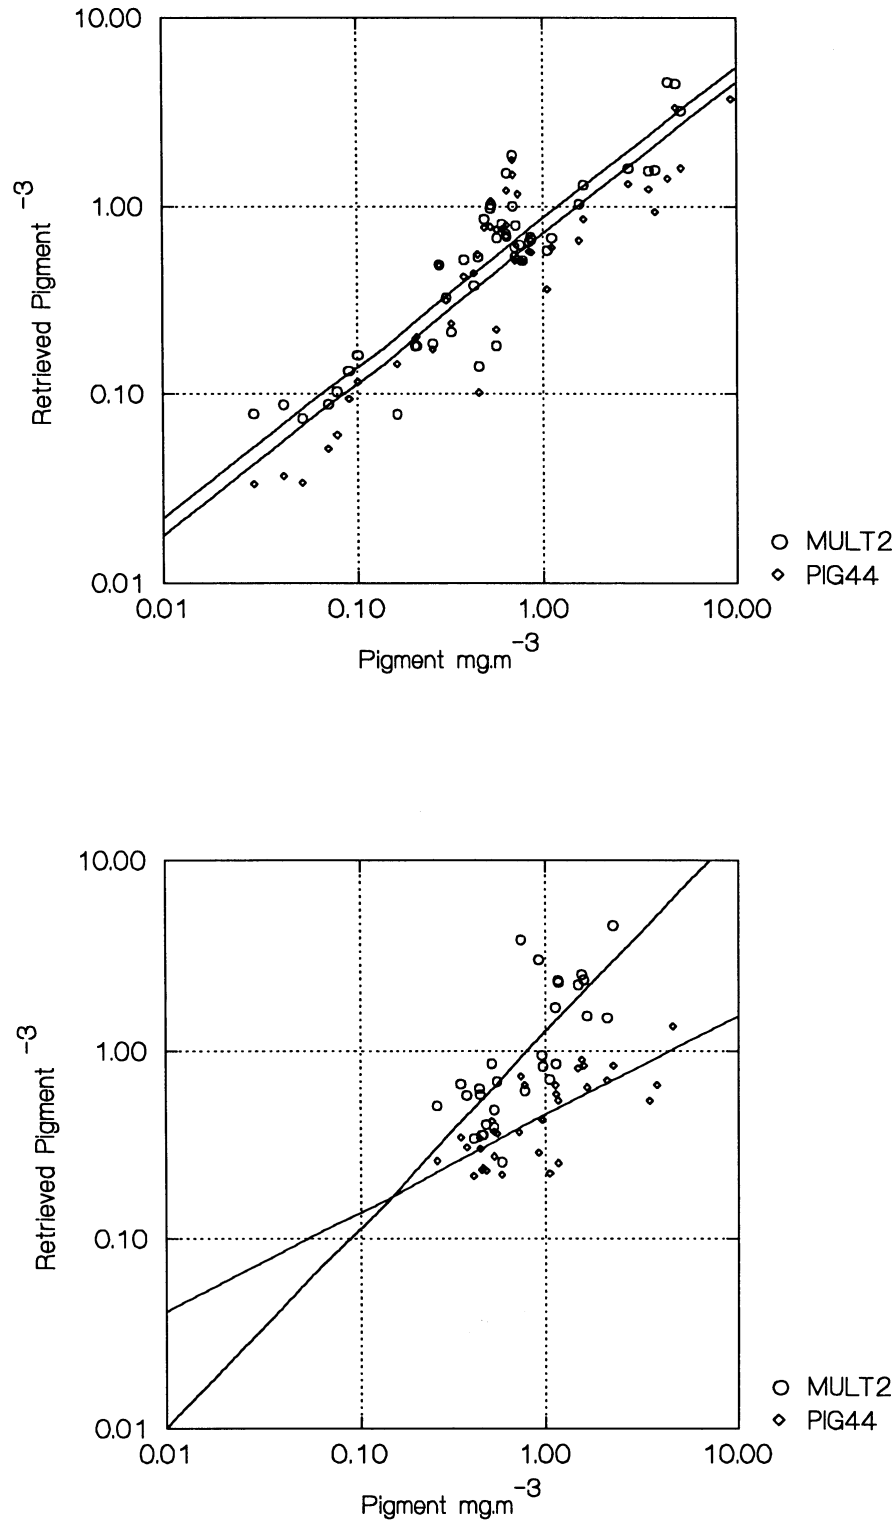 10.00
1.00
0.10
0.01
Retrieved Pigment -3
0.01 0.10 1.00 10.00
Pigment mg.m-3
MULT2
PIG44
10.00
1.00
0.10
0.01
Retrieved Pigment -3
0.01 0.10 1.00 10.00
Pigment mg.m-3
MULT2
PIG44